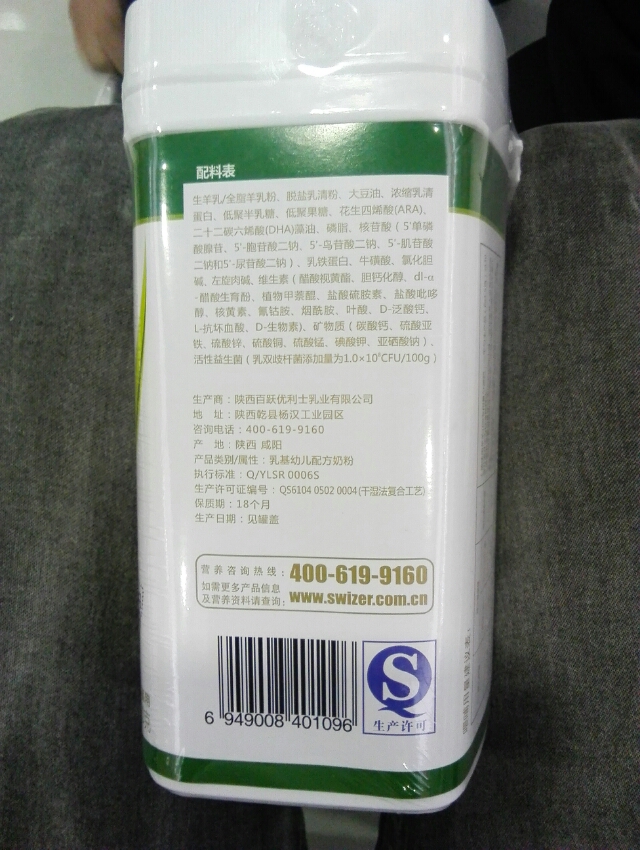 配料表
生羊乳/全脂羊乳粉、脱盐乳清粉、大豆油、浓缩乳清
蛋白、低聚半乳糖、低聚果糖、花生四烯酸(ARA)、
二十二碳六烯酸(DHA)藻油、磷脂、核苷酸（5'单磷
酸腺苷、5'-胞苷酸二钠、5'-鸟苷酸二钠、5'-肌苷酸
二钠和5'-尿苷酸二钠）、乳铁蛋白、牛磺酸、氯化胆
碱、左旋肉碱、维生素（醋酸视黄酯、胆钙化醇、dl-α
-醋酸生育酚、植物甲萘醌、盐酸硫胺素、盐酸吡哆
醇、核黄素、氰钴胺、烟酰胺、叶酸、D-泛酸钙、
L-抗坏血酸、D-生物素)、矿物质（碳酸钙、硫酸亚
铁、硫酸锌、硫酸铜、硫酸锰、碘酸钾、亚硒酸钠）、
活性益生菌（乳双歧杆菌添加量为1.0×10⁶CFU/100g）
生产商：陕西百跃优利士乳业有限公司
地 址：陕西乾县杨汉工业园区
咨询电话：400-619-9160
产 地：陕西 咸阳
产品类别/属性：乳基幼儿配方奶粉
执行标准：Q/YLSR 0006S
生产许可证编号：QS6104 0502 0004(干湿法复合工艺)
保质期：18个月
生产日期：见罐盖
营养咨询热线：400-619-9160
如需更多产品信息
及营养资料请查询：www.swizer.com.cn
6 949008 401096
生产许可